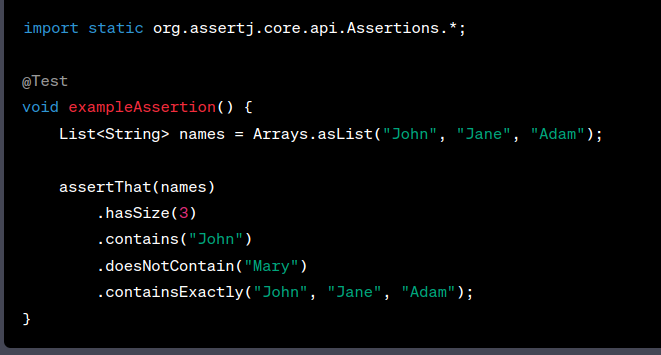 import static org.assertj.core.api.Assertions.*;
@Test
void exampleAssertion() {
    List<String> names = Arrays.asList("John", "Jane", "Adam");
    assertThat(names)
        .hasSize(3)
        .contains("John")
        .doesNotContain("Mary")
        .containsExactly("John", "Jane", "Adam");
}